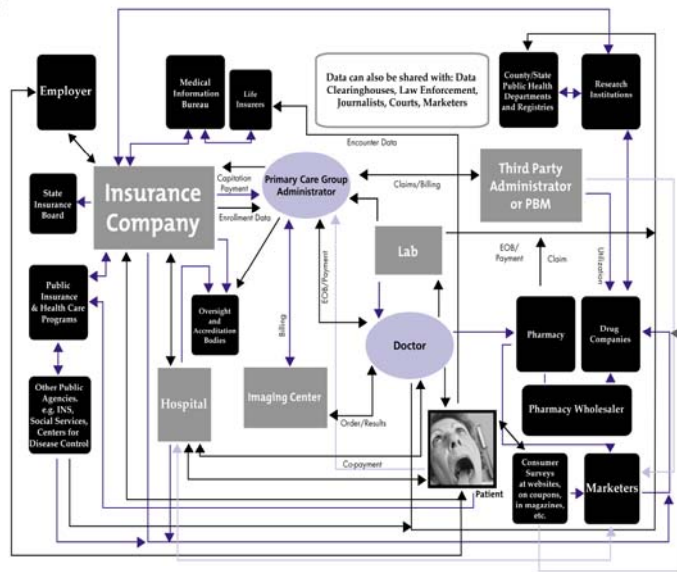 Employer
Medical
Information
Bureau
Life
Insurers
Data can also be shared with: Data
Clearinghouses, Law Enforcement,
Journalists, Courts, Marketers
County/State
Public Health
Departments
and Registries
Research
Institutions
Encounter Data
State
Insurance
Board
Insurance
Company
Capitation
Payment
Enrollment Data
Primary Care Group
Administrator
Claims/Billing
Third Party
Administrator
or PBM
Lab
EOB/
Payment
Claim
Utilization
Public
Insurance
& Health Care
Programs
Oversight
and
Accreditation
Bodies
Billing
EOB/Payment
Doctor
Pharmacy
Drug
Companies
Other Public
Agencies.
e.g. INS,
Social Services,
Centers for
Disease Control
Hospital
Imaging Center
Order/Results
Pharmacy Wholesaler
Co-payment
Patient
Consumer
Surveys
at websites,
on coupons,
in magazines,
etc.
Marketers